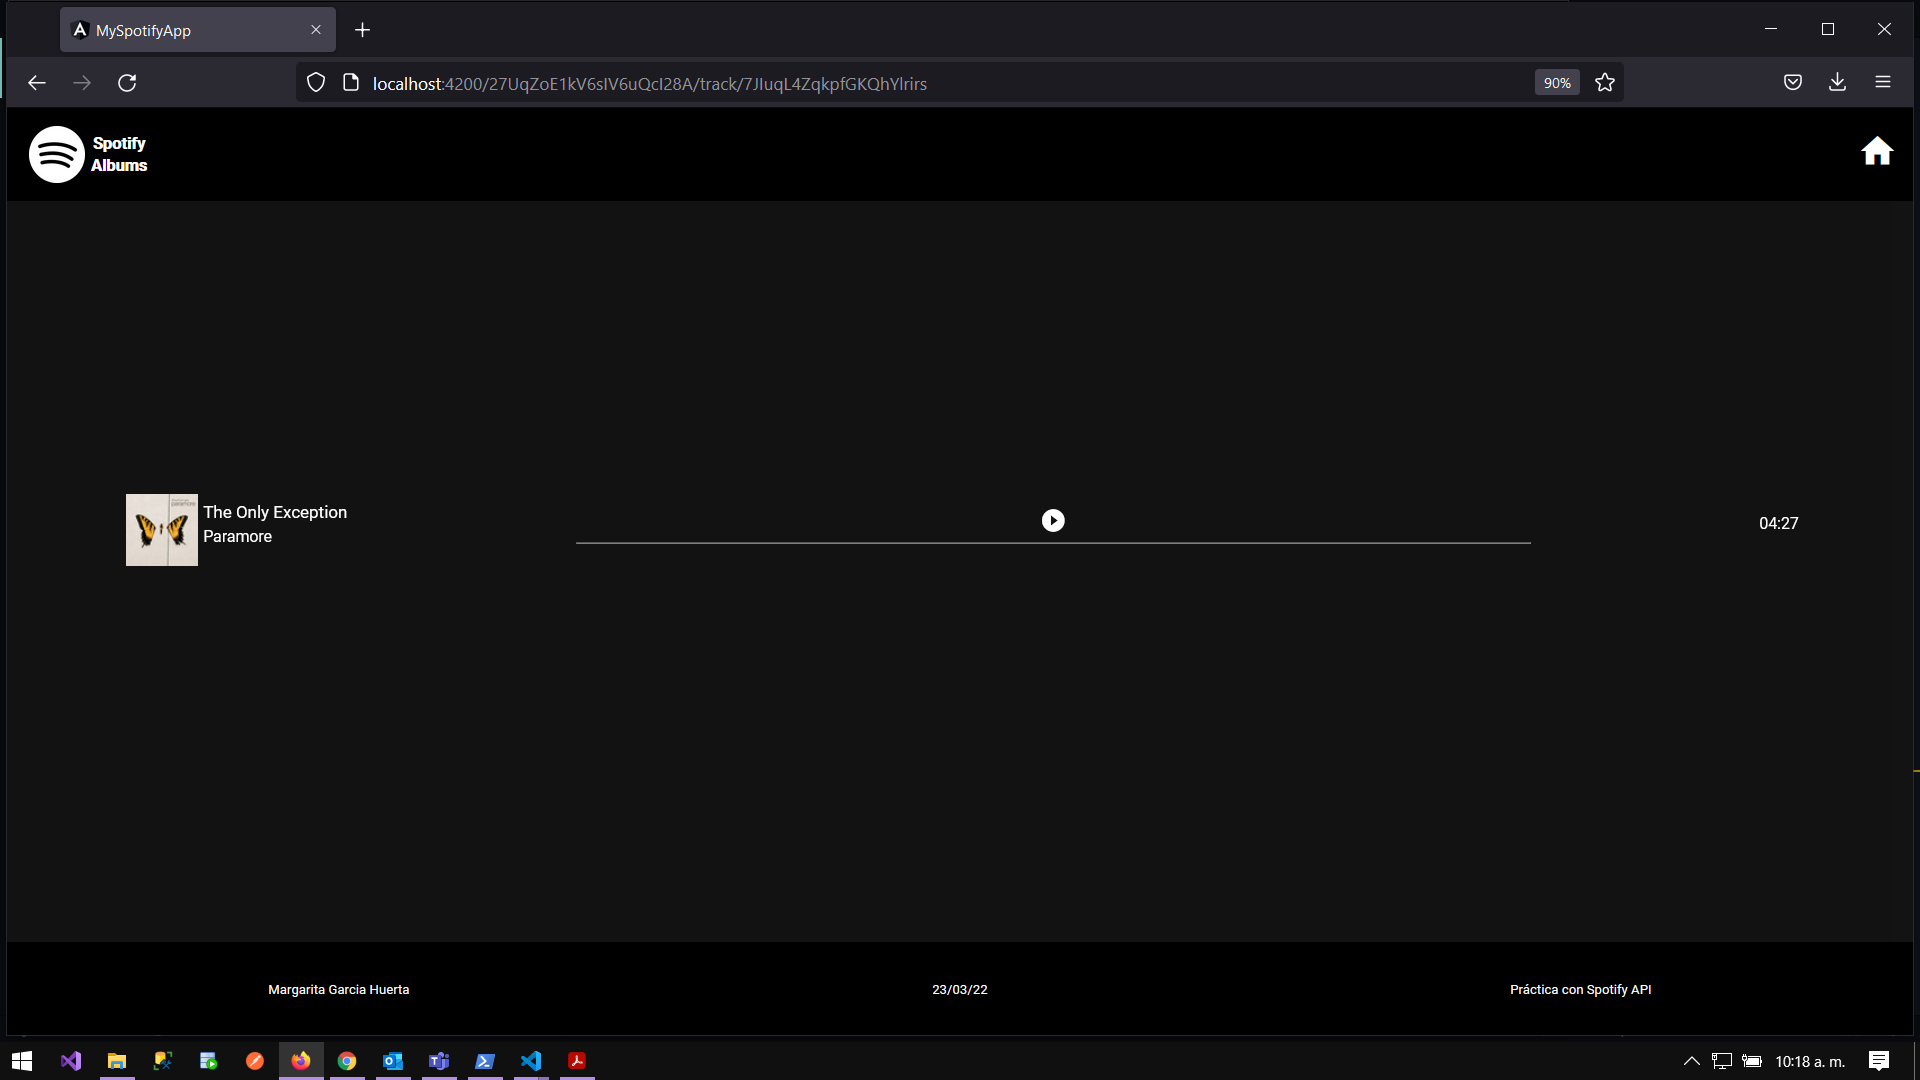 MySpotifyApp
localhost:4200/27UqZoE1kV6sIV6uQcI28A/track/7JIuqL4ZqkpfGKQhYlrirs
90%
Spotify
Albums
The Only Exception
Paramore
04:27
Margarita Garcia Huerta
23/03/22
Práctica con Spotify API
10:18 a. m.